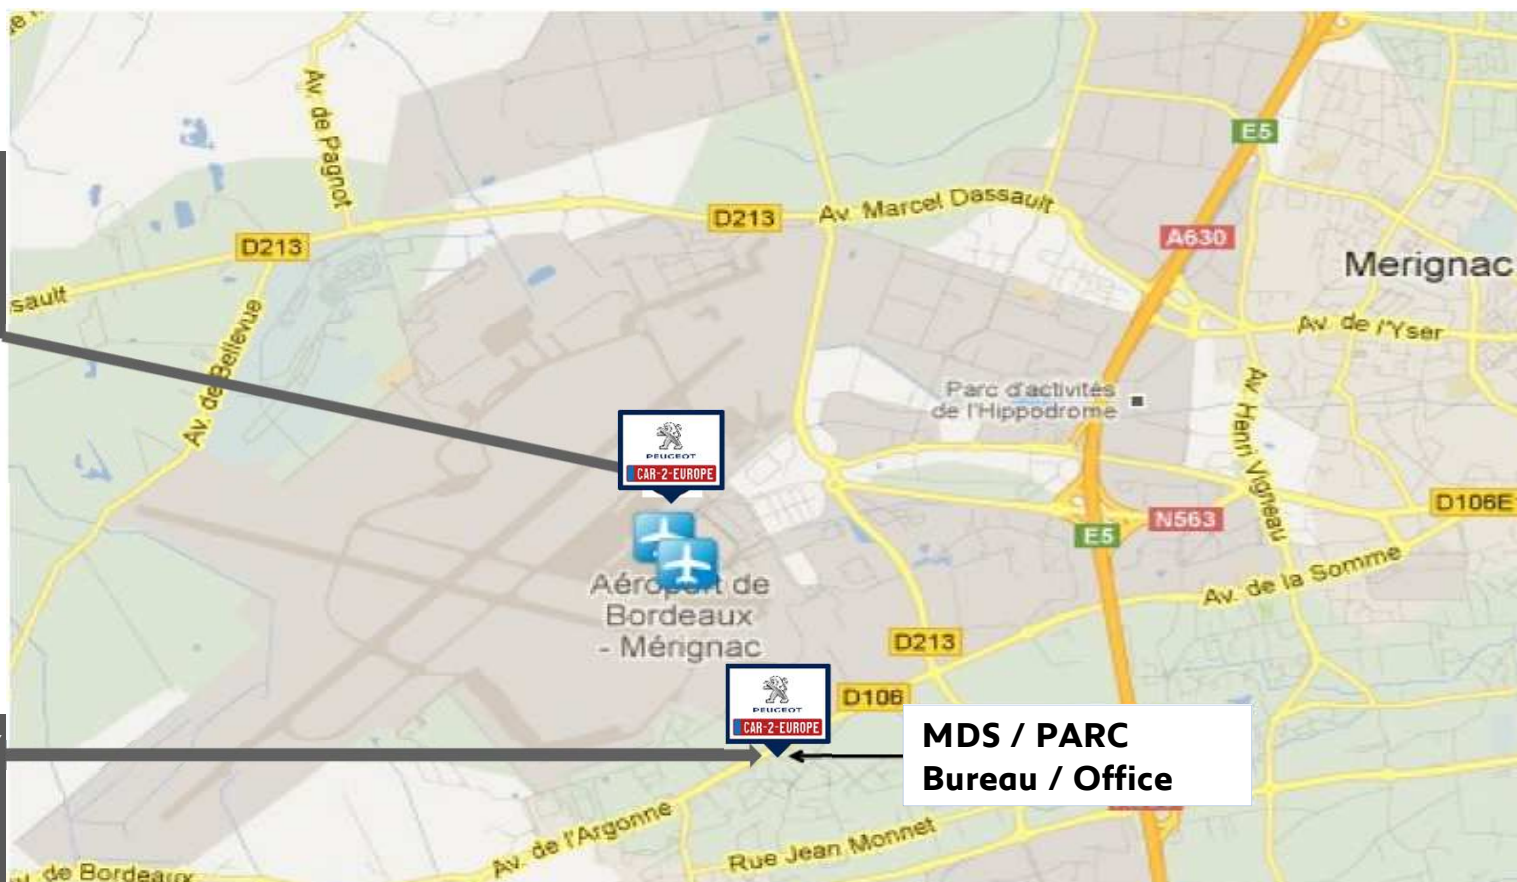 Av. de Pagnot
E5
D213
Av. Marcel Dassault
A630
D213
Merignac
sault
Av. de Bellevue
Av. de l'Yser
Parc d'activités
de l'Hippodrome
Av. Henri Vigneau
PEUGEOT
CAR-2-EUROPE
D106E
N563
E5
Aéroport de
Bordeaux
- Mérignac
Av. de la Somme
D213
PEUGEOT
CAR-2-EUROPE
D106
MDS / PARC
Bureau / Office
Av. de l'Argonne
Rue Jean Monnet
de Bordeaux